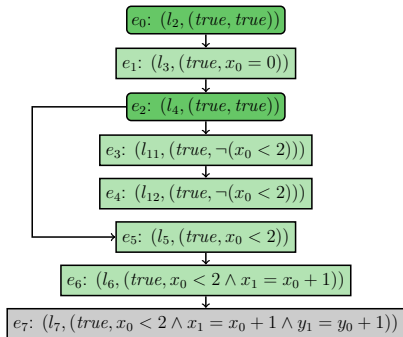 e₀: (l₂, (true, true))
e₁: (l₃, (true, x₀ = 0))
e₂: (l₄, (true, true))
e₃: (l₁₁, (true, ¬(x₀ < 2)))
e₄: (l₁₂, (true, ¬(x₀ < 2)))
e₅: (l₅, (true, x₀ < 2))
e₆: (l₆, (true, x₀ < 2 ∧ x₁ = x₀ + 1))
e₇: (l₇, (true, x₀ < 2 ∧ x₁ = x₀ + 1 ∧ y₁ = y₀ + 1))